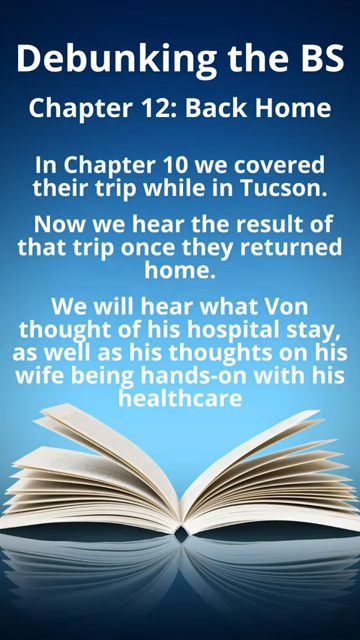 Debunking the BS
Chapter 12: Back Home
In Chapter 10 we covered
their trip while in Tucson.
Now we hear the result of
that trip once they returned
home.
We will hear what Von
thought of his hospital stay,
as well as his thoughts on his
wife being hands-on with his
healthcare